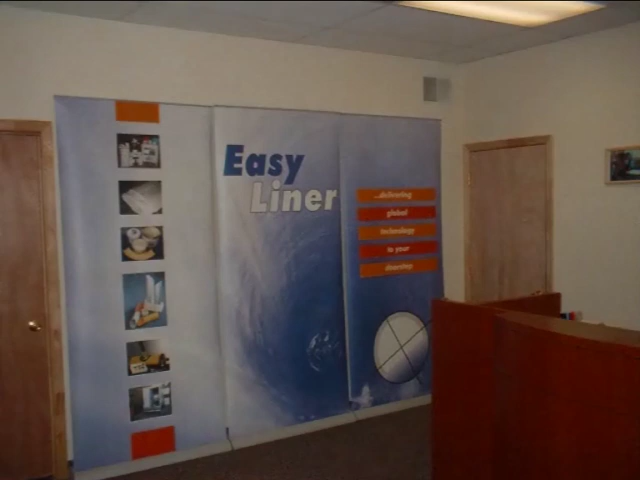 Easy
Liner
...delivering
global
technology
to your
doorstep